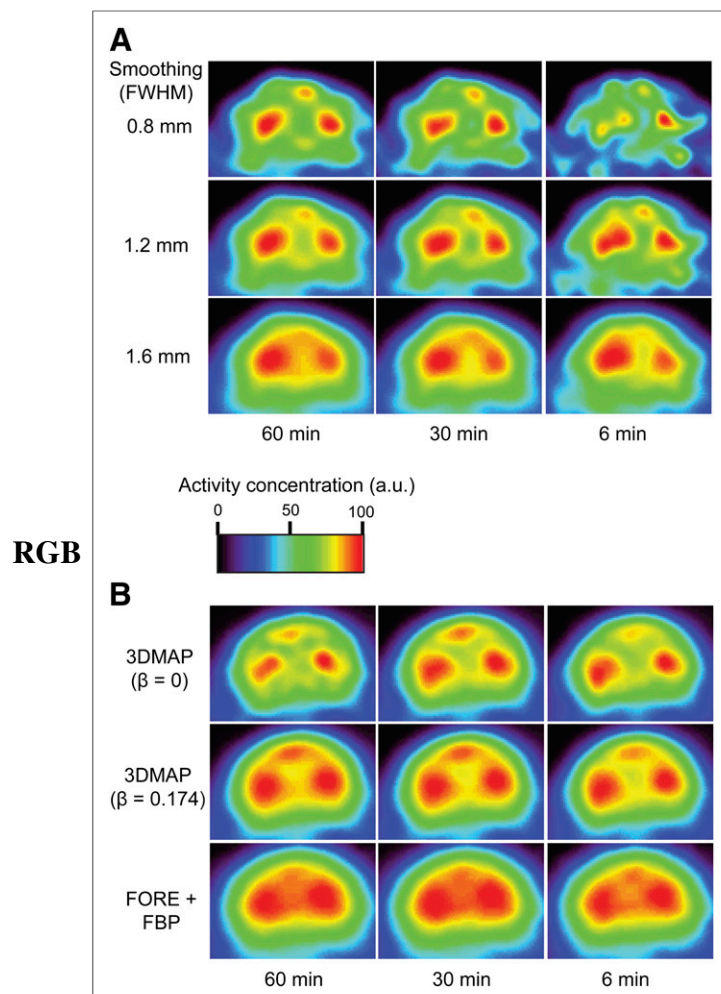 A
Smoothing
(FWHM)
0.8 mm
1.2 mm
1.6 mm
60 min 30 min 6 min
Activity concentration (a.u.)
0 50 100
RGB
B
3DMAP
(β = 0)
3DMAP
(β = 0.174)
FORE +
FBP
60 min 30 min 6 min